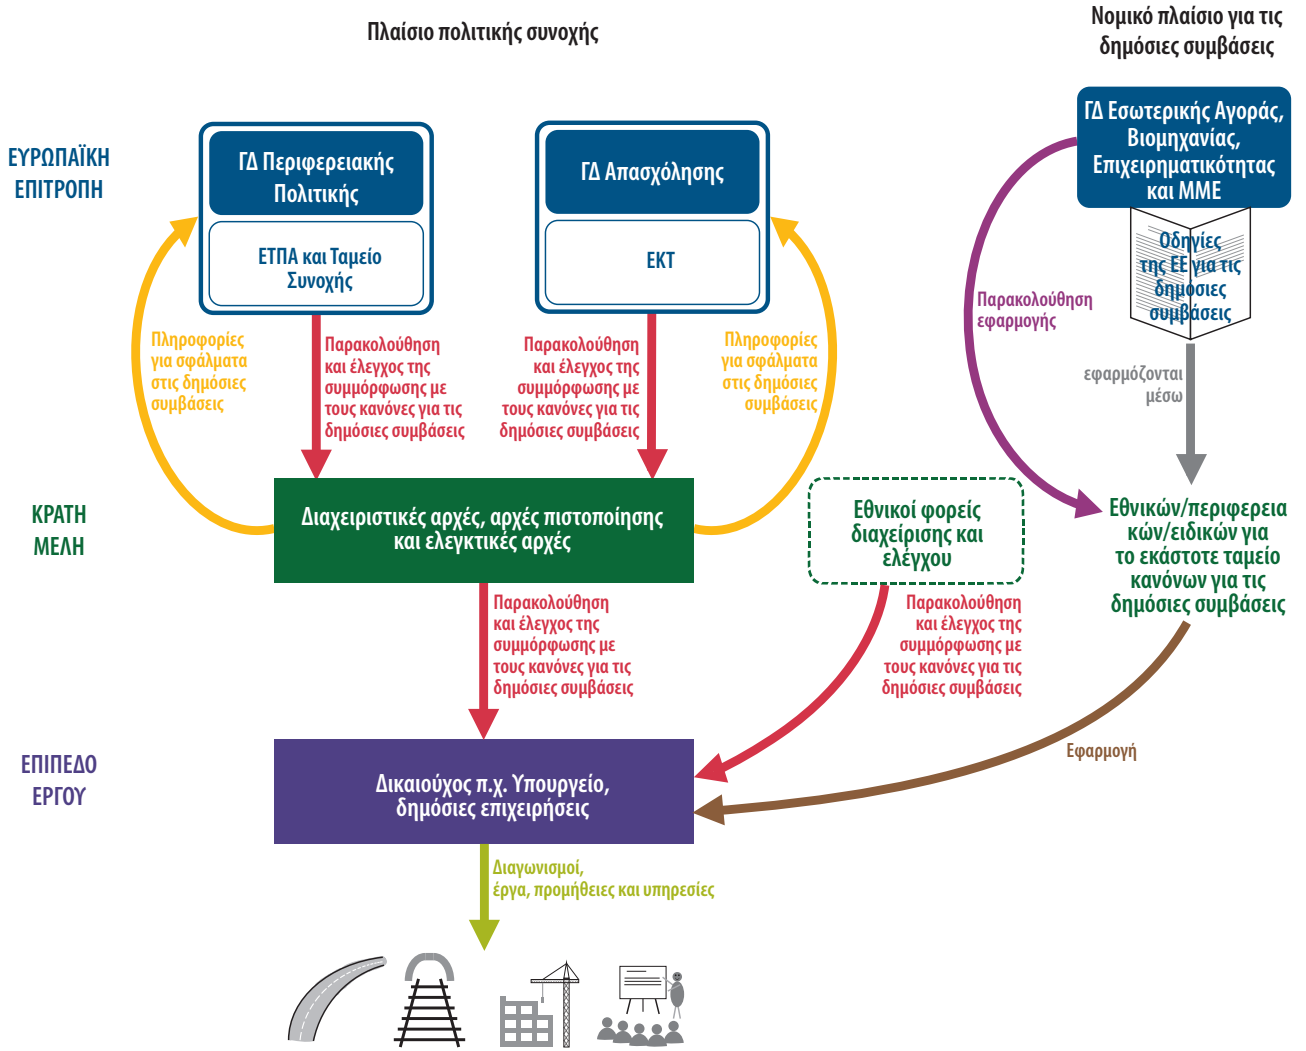 Πλαίσιο πολιτικής συνοχής
Νομικό πλαίσιο για τις
δημόσιες συμβάσεις
ΕΥΡΩΠΑΪΚΗ
ΕΠΙΤΡΟΠΗ
ΓΔ Περιφερειακής
Πολιτικής
ΕΤΠΑ και Ταμείο
Συνοχής
ΓΔ Απασχόλησης
ΕΚΤ
ΓΔ Εσωτερικής Αγοράς,
Βιομηχανίας,
Επιχειρηματικότητας
και ΜΜΕ
Οδηγίες
της ΕΕ για τις
δημόσιες
συμβάσεις
Πληροφορίες
για σφάλματα
στις δημόσιες
συμβάσεις
Παρακολούθηση
και έλεγχος της
συμμόρφωσης με
τους κανόνες για τις
δημόσιες συμβάσεις
Παρακολούθηση
και έλεγχος της
συμμόρφωσης με
τους κανόνες για τις
δημόσιες συμβάσεις
Πληροφορίες
για σφάλματα
στις δημόσιες
συμβάσεις
Παρακολούθηση
εφαρμογής
εφαρμόζονται
μέσω
ΚΡΑΤΗ
ΜΕΛΗ
Διαχειριστικές αρχές, αρχές πιστοποίησης
και ελεγκτικές αρχές
Εθνικοί φορείς
διαχείρισης και
ελέγχου
Εθνικών/περιφερεια
κών/ειδικών για
το εκάστοτε ταμείο
κανόνων για τις
δημόσιες συμβάσεις
Παρακολούθηση
και έλεγχος της
συμμόρφωσης με
τους κανόνες για τις
δημόσιες συμβάσεις
Παρακολούθηση
και έλεγχος της
συμμόρφωσης με
τους κανόνες για τις
δημόσιες συμβάσεις
Εφαρμογή
ΕΠΙΠΕΔΟ
ΕΡΓΟΥ
Δικαιούχος π.χ. Υπουργείο,
δημόσιες επιχειρήσεις
Διαγωνισμοί,
έργα, προμήθειες και υπηρεσίες